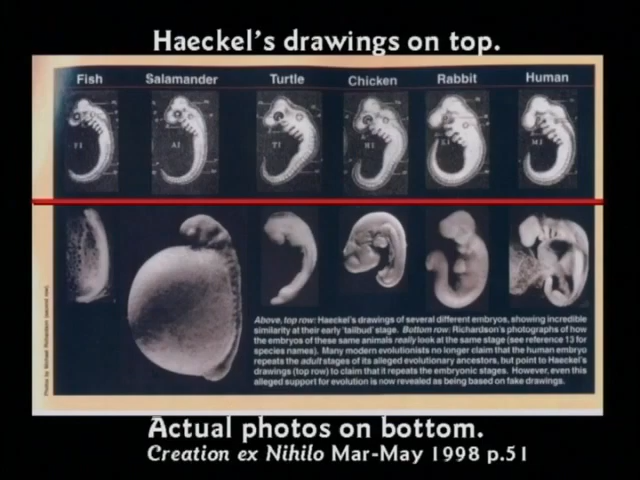 Haeckel's drawings on top.
Fish Salamander Turtle Chicken Rabbit Human
Above, top row: Haeckel's drawings of several different embryos, showing incredible
similarity at their early 'tailbud' stage. Bottom row: Richardson's photographs of how
the embryos of these same animals really look at the same stage (see reference 13 for
species names). Many modern evolutionists no longer claim that the human embryo
repeats the adult stages of its alleged evolutionary ancestors, but point to Haeckel's
drawings (top row) to claim that it repeats the embryonic stages. However, even this
alleged support for evolution is now revealed as being based on fake drawings.
Actual photos on bottom.
Creation ex Nihilo Mar-May 1998 p.51